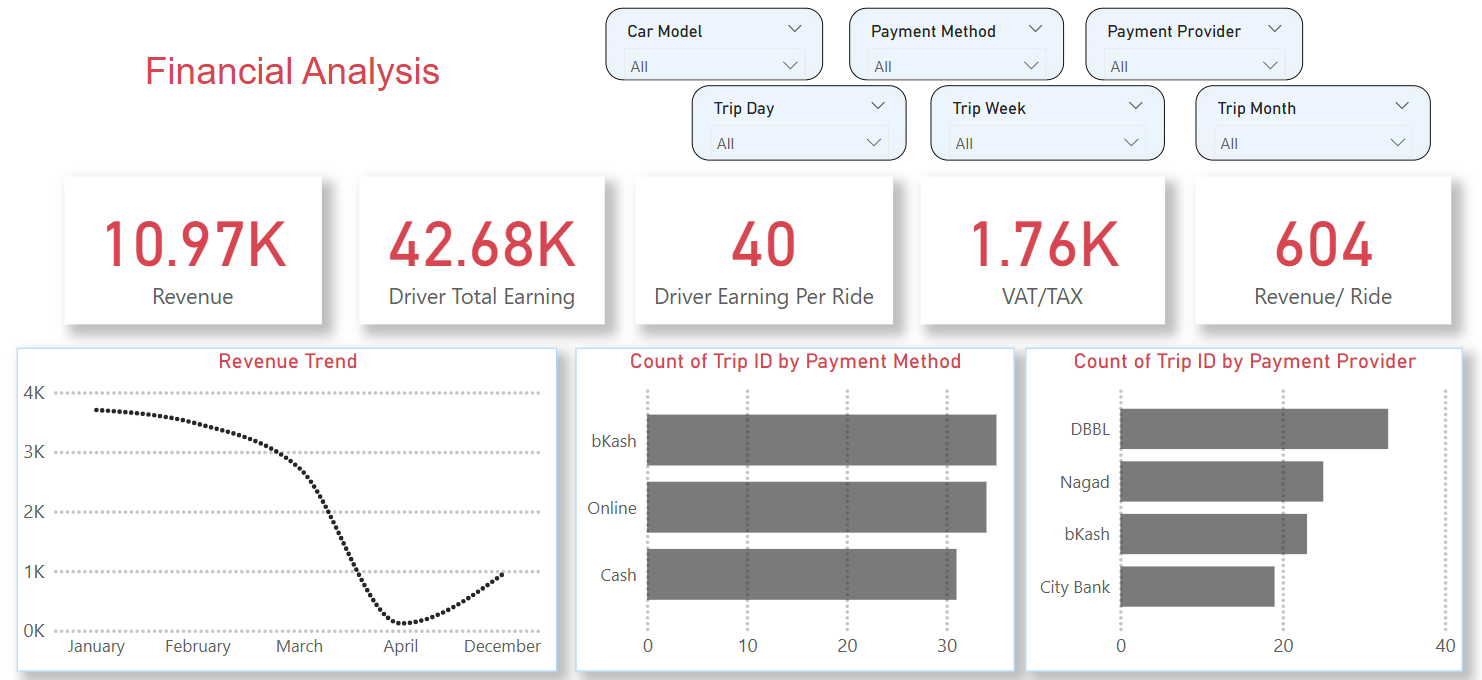 Financial Analysis
Car Model
All
Payment Method
All
Payment Provider
All
Trip Day
All
Trip Week
All
Trip Month
All
10.97K
Revenue
42.68K
Driver Total Earning
40
Driver Earning Per Ride
1.76K
VAT/TAX
604
Revenue/ Ride
Revenue Trend
4K
3K
2K
1K
0K
January February March April December
Count of Trip ID by Payment Method
bKash
Online
Cash
0 10 20 30
Count of Trip ID by Payment Provider
DBBL
Nagad
bKash
City Bank
0 20 40